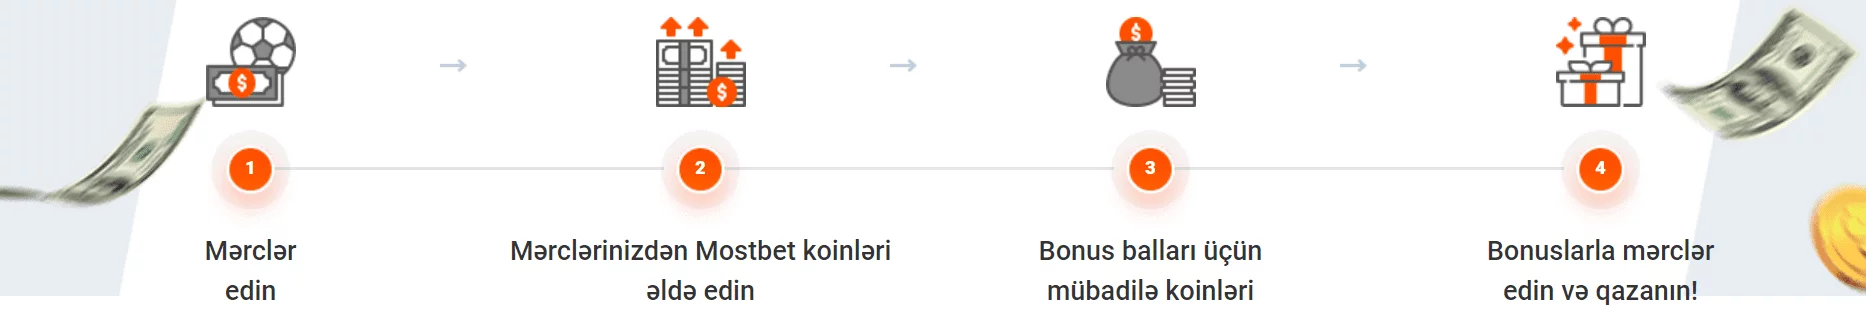 1
2
3
4
Mərclər
edin
Mərclərinizdən Mostbet koinləri
əldə edin
Bonus balları üçün
mübadilə koinləri
Bonuslarla mərclər
edin və qazanın!